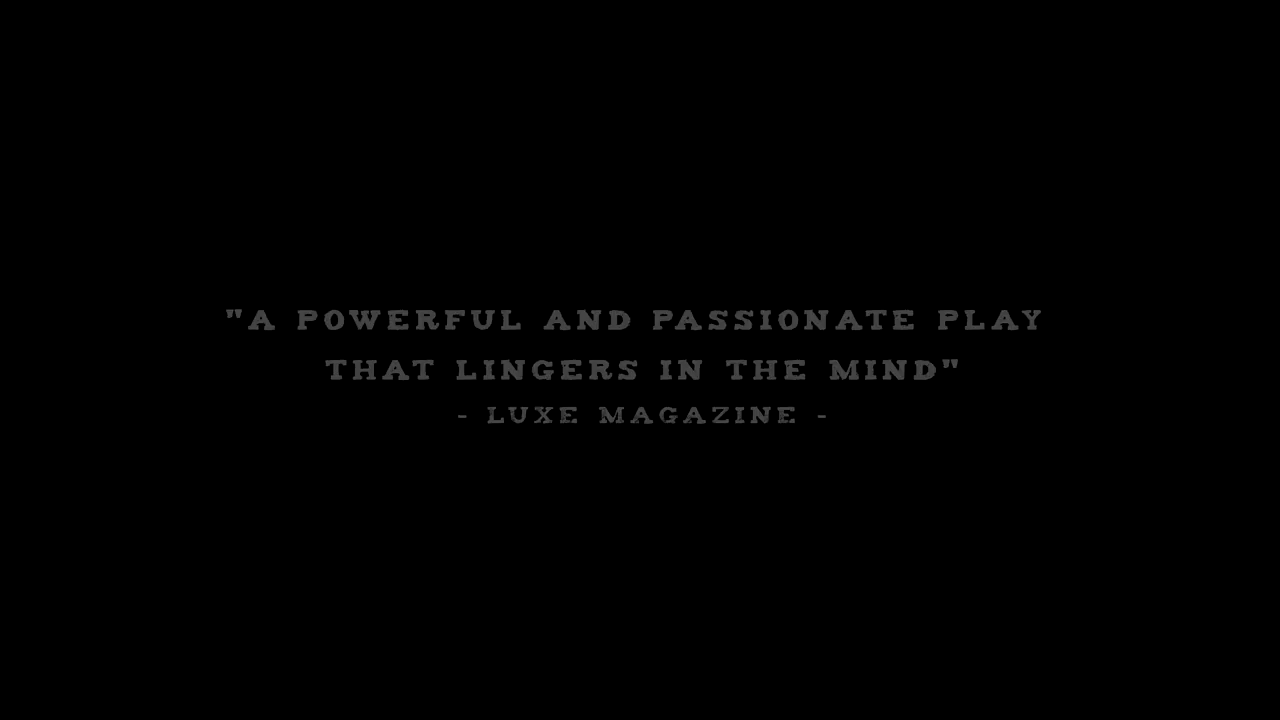 "A POWERFUL AND PASSIONATE PLAY
THAT LINGERS IN THE MIND"
- LUXE MAGAZINE -